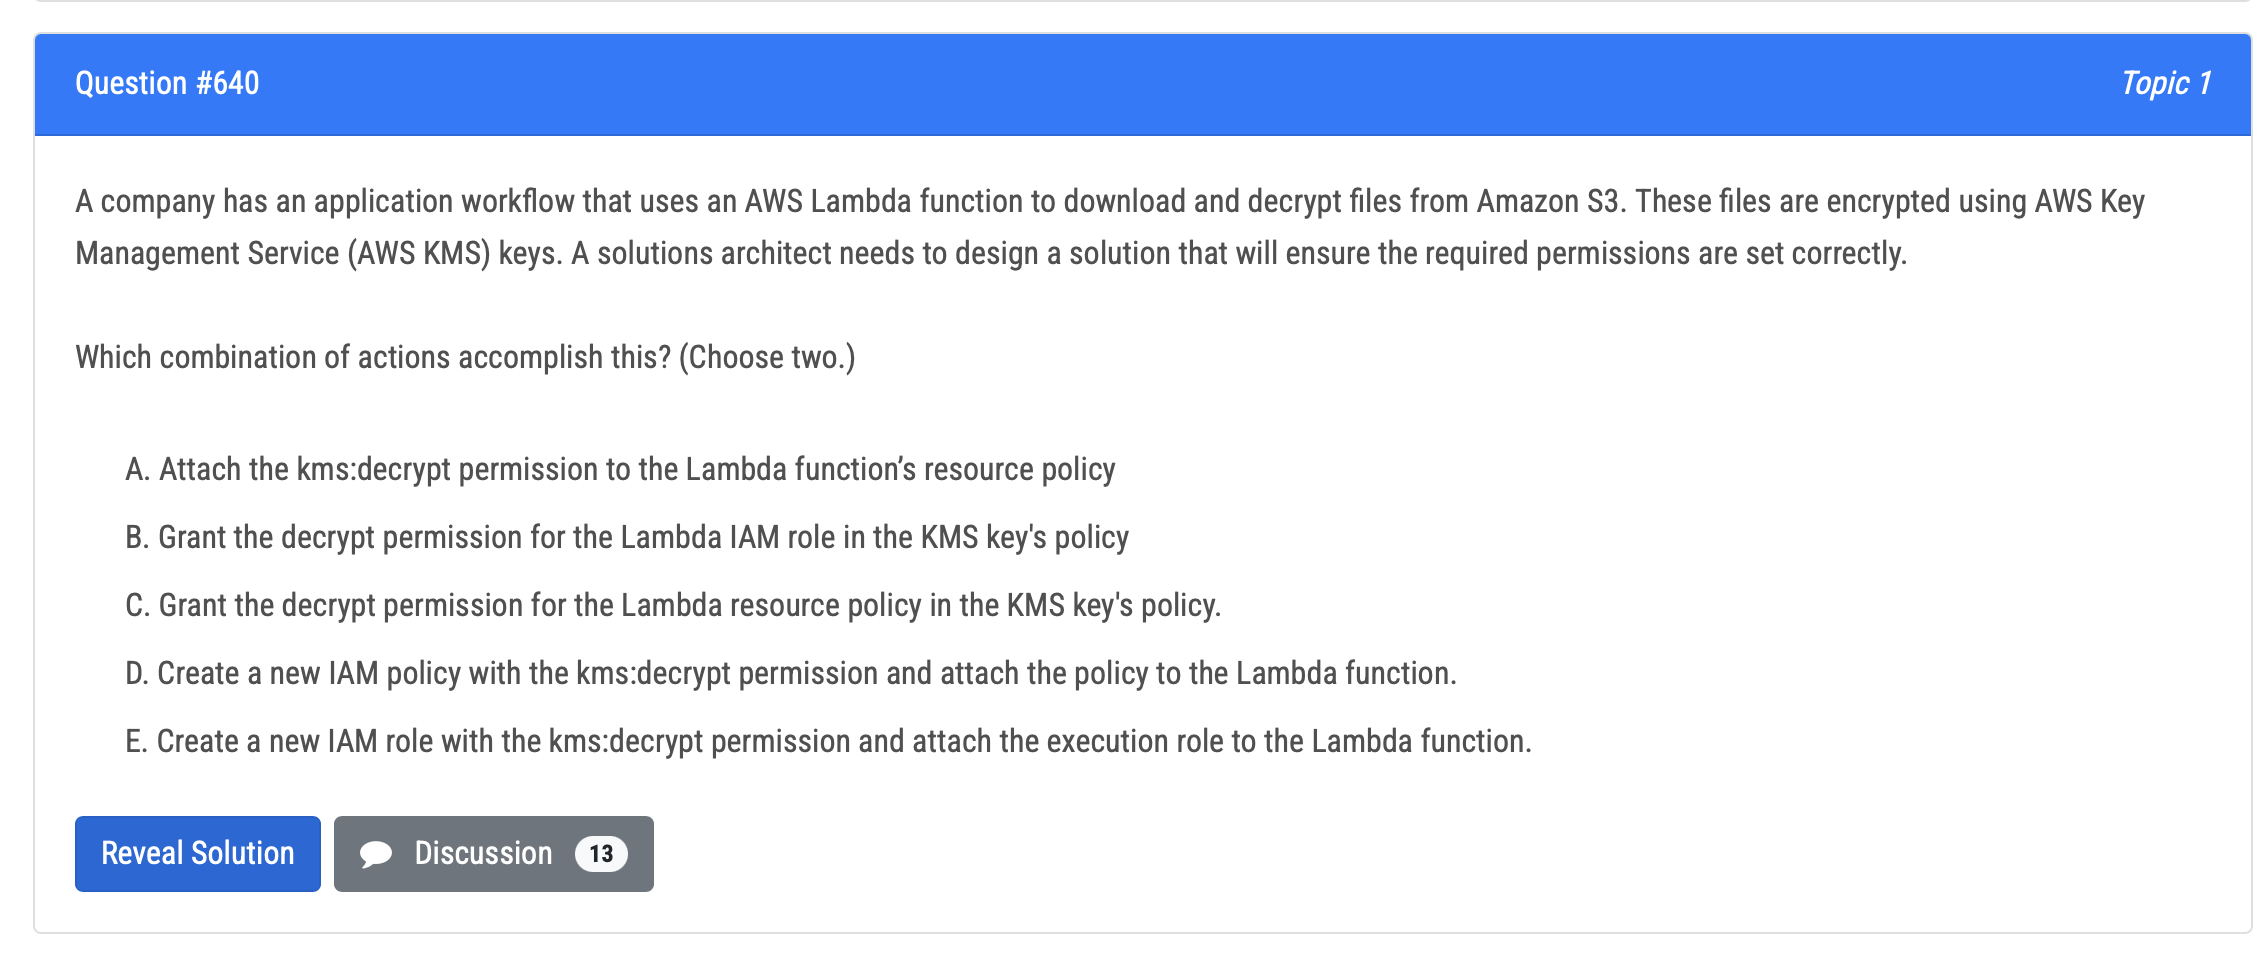 Question #640
Topic 1
A company has an application workflow that uses an AWS Lambda function to download and decrypt files from Amazon S3. These files are encrypted using AWS Key
Management Service (AWS KMS) keys. A solutions architect needs to design a solution that will ensure the required permissions are set correctly.
Which combination of actions accomplish this? (Choose two.)
A. Attach the kms:decrypt permission to the Lambda function’s resource policy
B. Grant the decrypt permission for the Lambda IAM role in the KMS key's policy
C. Grant the decrypt permission for the Lambda resource policy in the KMS key's policy.
D. Create a new IAM policy with the kms:decrypt permission and attach the policy to the Lambda function.
E. Create a new IAM role with the kms:decrypt permission and attach the execution role to the Lambda function.
Reveal Solution
Discussion 13